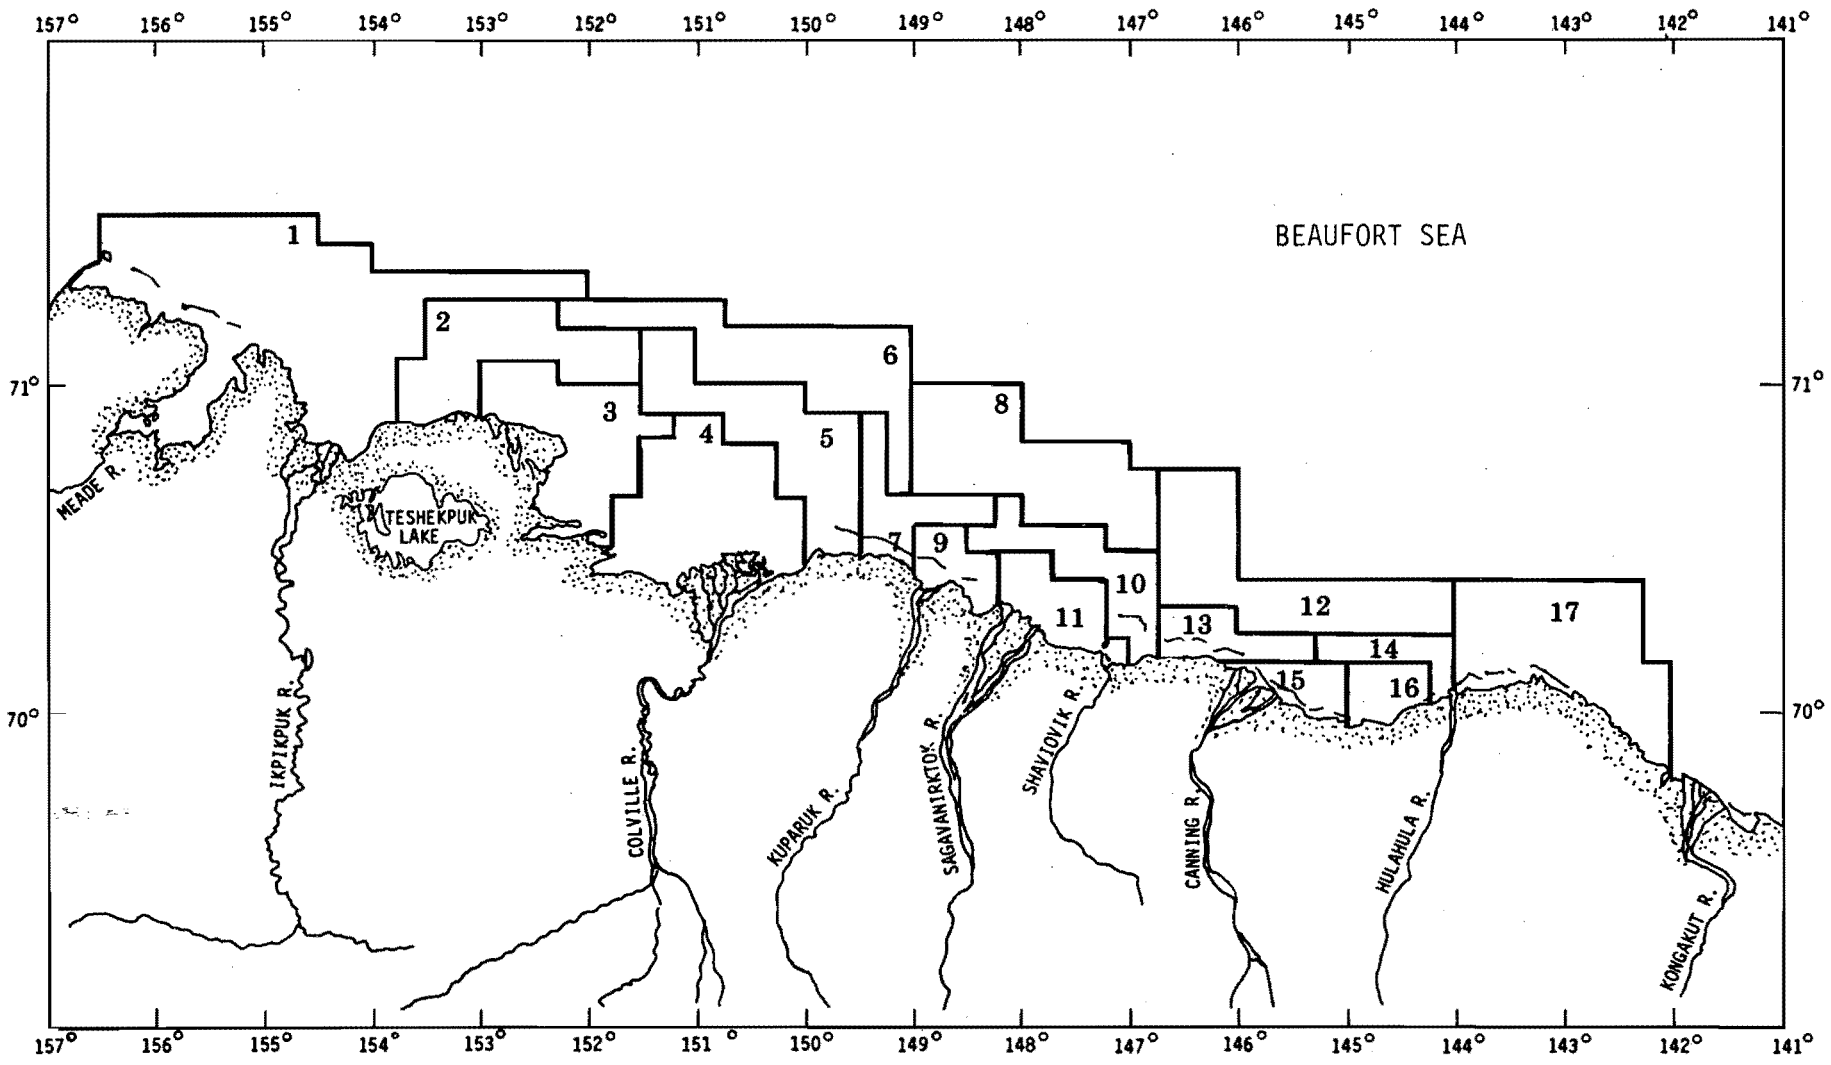 157° 156° 155° 154° 153° 152° 151° 150° 149° 148° 147° 146° 145° 144° 143° 142° 141°
1
BEAUFORT SEA
2
6
71°
71°
3
8
4
5
MEADE R.
TESHEKPUK
LAKE
7
9
10
11
12
13
14
15
16
17
70°
70°
IKPIKPUK R.
COLVILLE R.
KUPARUK R.
SAGAVANIRKTOK R.
SHAVIOVIK R.
CANNING R.
HULAHULA R.
KONGAKUT R.
157° 156° 155° 154° 153° 152° 151° 150° 149° 148° 147° 146° 145° 144° 143° 142° 141°